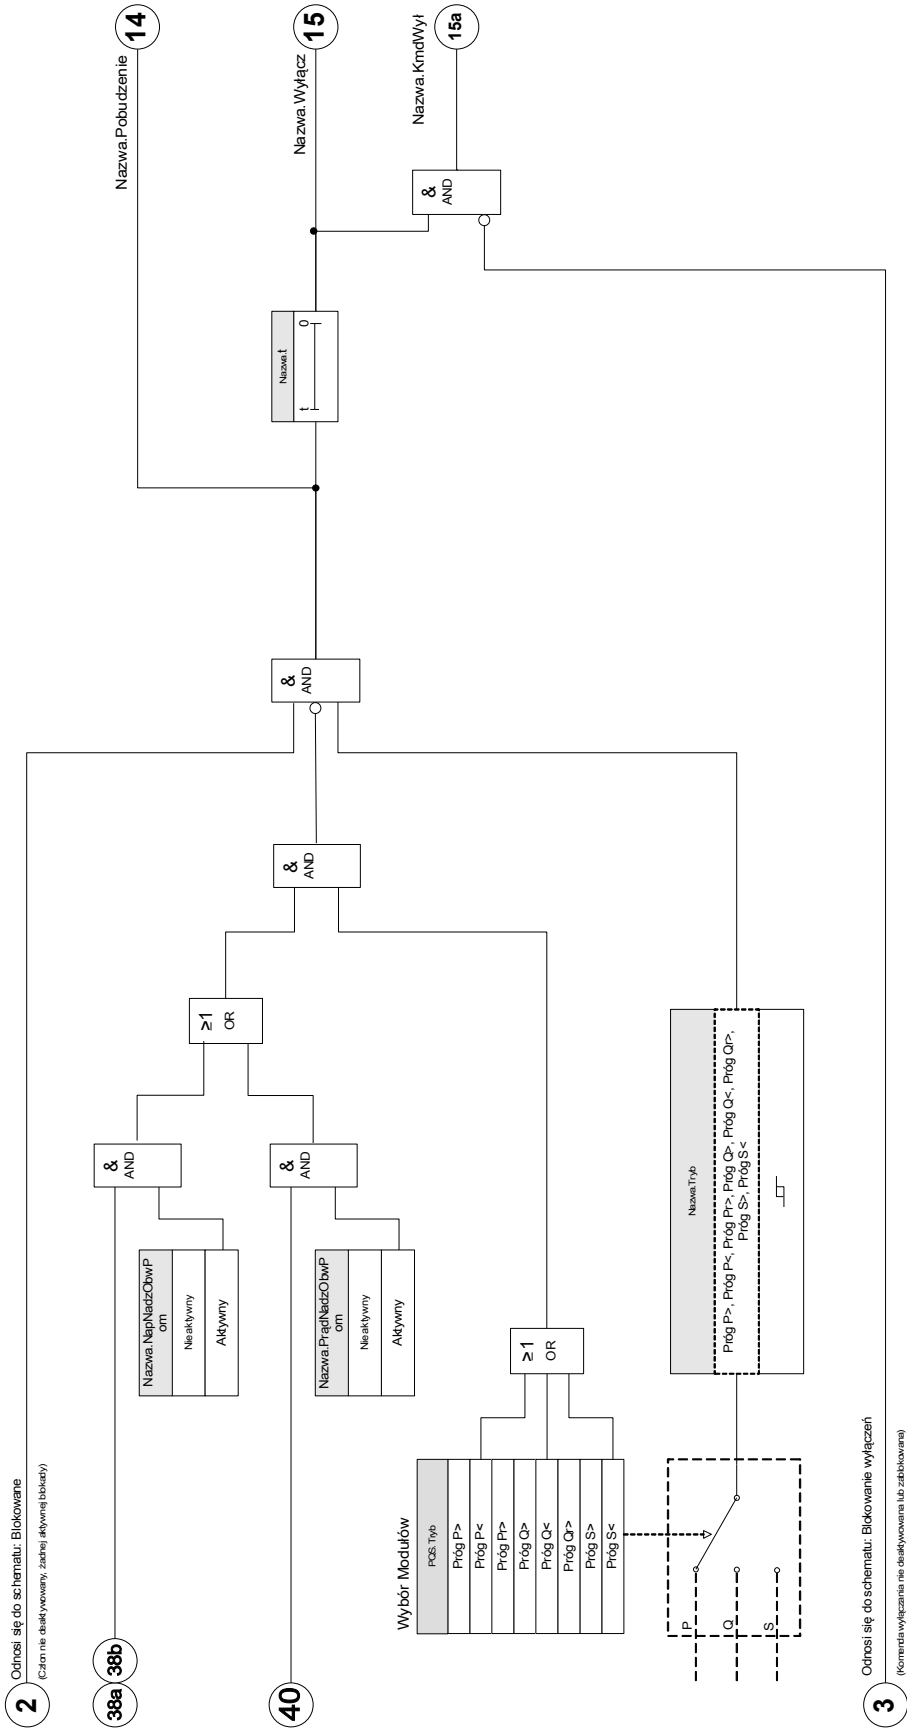 2
Odnosi się do schematu: Blokowane
(Człon nie deaktywowany, żadnej aktywnej blokady)
38a
38b
40
Nazwa.NapNadzObwP
om
Nieaktywny
Aktywny
&
AND
Nazwa.PrądNadzObwP
om
Nieaktywny
Aktywny
&
AND
≥1
OR
Wybór Modułów
PQS.Tryb
Próg P>
Próg P<
Próg Pr>
Próg Q>
Próg Q<
Próg Qr>
Próg S>
Próg S<
≥1
OR
&
AND
P
Q
S
Nazwa.Tryb
Próg P>, Próg P<, Próg Pr>, Próg Q>, Próg Q<, Próg Qr>,
Próg S>, Próg S<
&
AND
Nazwa.t
t
0
Nazwa.Pobudzenie
14
Nazwa.Wyłącz
15
&
AND
Nazwa.KmdWył
15a
3
Odnosi się do schematu: Blokowanie wyłączeń
(Komenda wyłączania nie deaktywowana lub zablokowana)